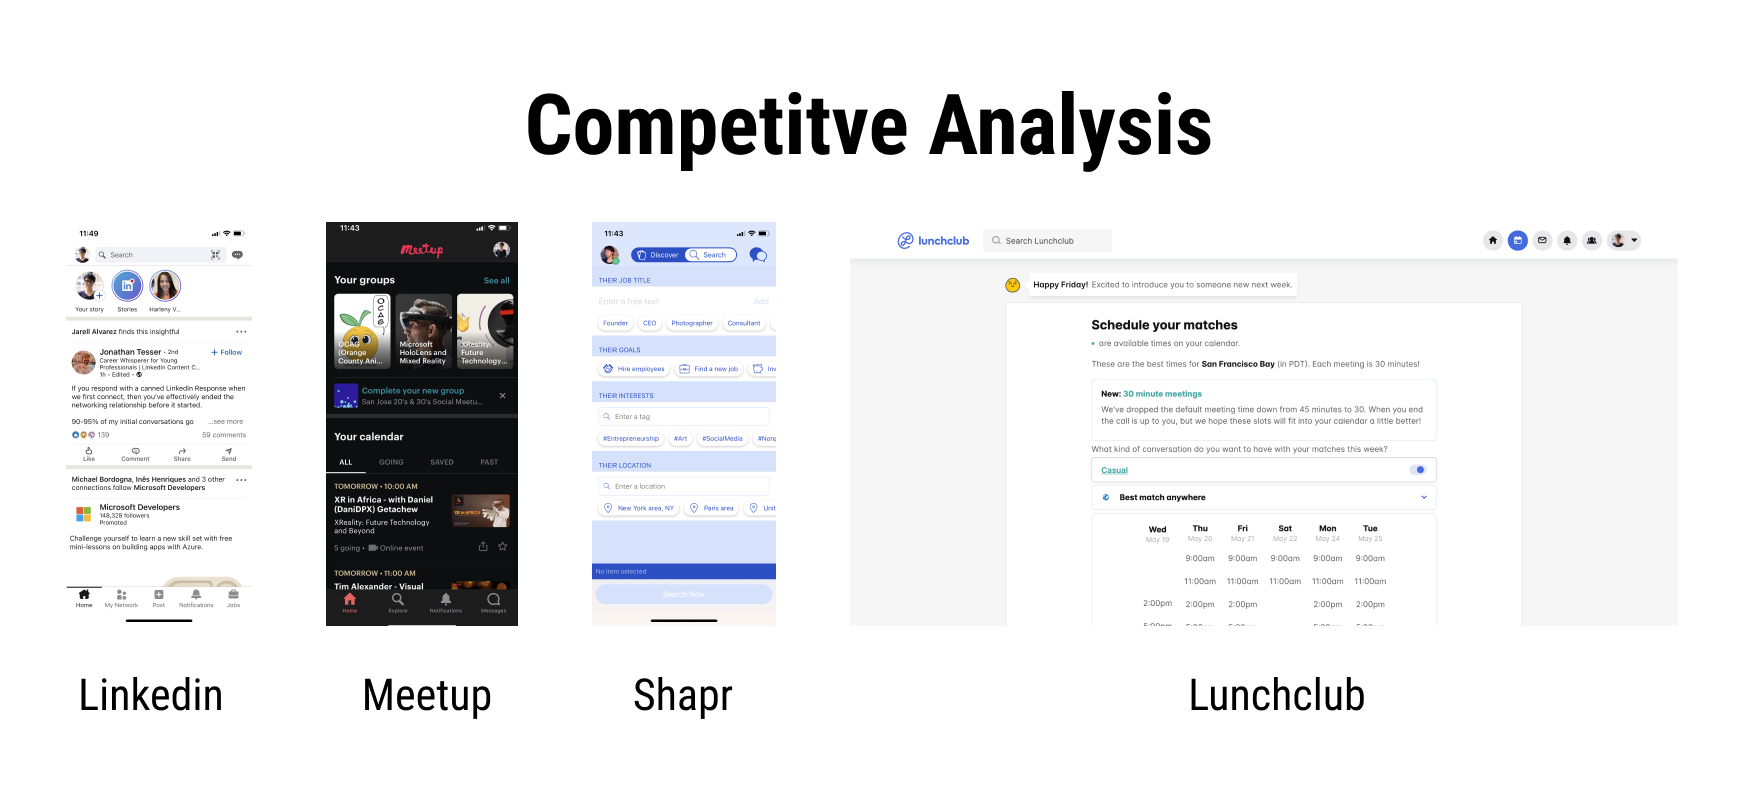 Competitve Analysis
11:49
Search
Your story
Stories
Harleny V...
Jarell Alvarez finds this insightful
Jonathan Tesser • 2nd
+ Follow
Career Whisperer for Young
Professionals | LinkedIn Content C...
1h • Edited •
If you respond with a canned LinkedIn Response when
we first connect, then you've effectively ended the
networking relationship before it started.
90-95% of my initial conversations go
...see more
139
59 comments
Like
Comment
Share
Send
Michael Bordogna, Inês Henriques and 3 other
connections follow Microsoft Developers
Microsoft Developers
148,328 followers
Promoted
Challenge yourself to learn a new skill set with free
mini-lessons on building apps with Azure.
Home
My Network
Post
Notifications
Jobs
Linkedin
11:43
meetup
Your groups
See all
OCAG
OCAG
(Orange
County Ani...
Microsoft
HoloLens and
Mixed Reality
XReality:
Future
Technology...
Complete your new group
San Jose 20's & 30's Social Meetu...
Your calendar
ALL
GOING
SAVED
PAST
TOMORROW • 10:00 AM
XR in Africa - with Daniel
(DaniDPX) Getachew
XR IN AFRICA
XReality: Future Technology
and Beyond
5 going •
Online event
TOMORROW • 11:00 AM
Tim Alexander - Visual
Home
Explore
Notifications
Messages
Meetup
11:43
Discover
Search
THEIR JOB TITLE
Enter a free text
Add
Founder
CEO
Photographer
Consultant
THEIR GOALS
Hire employees
Find a new job
Inv
THEIR INTERESTS
Enter a tag
#Entrepreneurship
#Art
#SocialMedia
#Nonp
THEIR LOCATION
Enter a location
New York area, NY
Paris area
Unit
No item selected
Search Now
Shapr
lunchclub
Search Lunchclub
Happy Friday! Excited to introduce you to someone new next week.
Schedule your matches
• are available times on your calendar.
These are the best times for San Francisco Bay (in PDT). Each meeting is 30 minutes!
New: 30 minute meetings
We've dropped the default meeting time down from 45 minutes to 30. When you end
the call is up to you, but we hope these slots will fit into your calendar a little better!
What kind of conversation do you want to have with your matches this week?
Casual
Best match anywhere
Wed Thu Fri Sat Mon Tue
May 19 May 20 May 21 May 22 May 24 May 25
9:00am 9:00am 9:00am 9:00am 9:00am
11:00am 11:00am 11:00am 11:00am 11:00am
2:00pm 2:00pm 2:00pm 2:00pm 2:00pm
Lunchclub